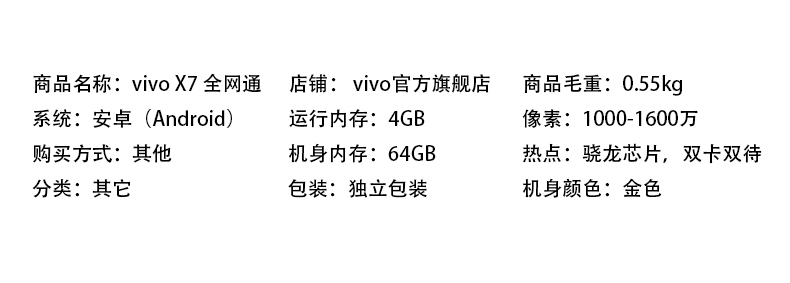 商品名称：vivo X7 全网通 店铺： vivo官方旗舰店 商品毛重：0.55kg
系统：安卓（Android） 运行内存：4GB 像素：1000-1600万
购买方式：其他 机身内存：64GB 热点：骁龙芯片，双卡双待
分类：其它 包装：独立包装 机身颜色：金色